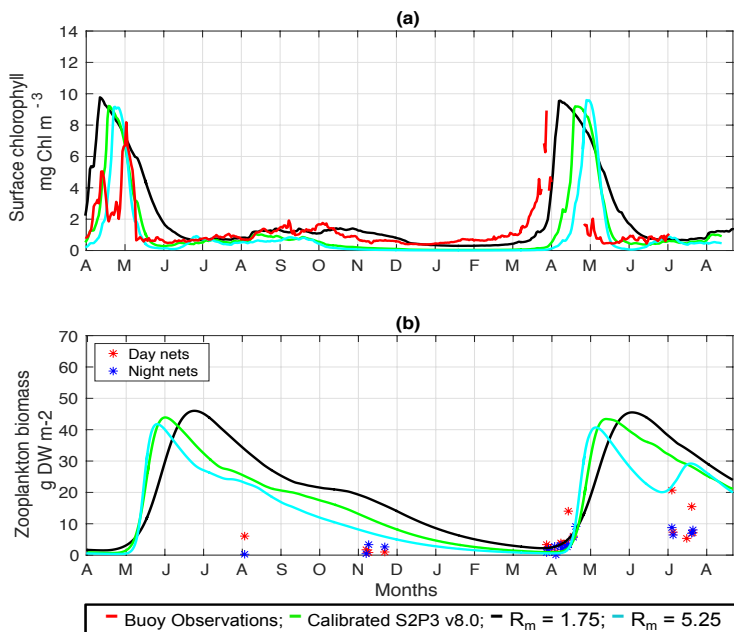 (a)
Surface chlorophyll
mg Chl m⁻³
14
12
10
8
6
4
2
0
A M J J A S O N D J F M A M J J A
(b)
Zooplankton biomass
g DW m-2
70
60
50
40
30
20
10
0
Day nets
Night nets
A M J J A S O N D J F M A M J J A
Months
Buoy Observations; Calibrated S2P3 v8.0; Rₘ = 1.75; Rₘ = 5.25